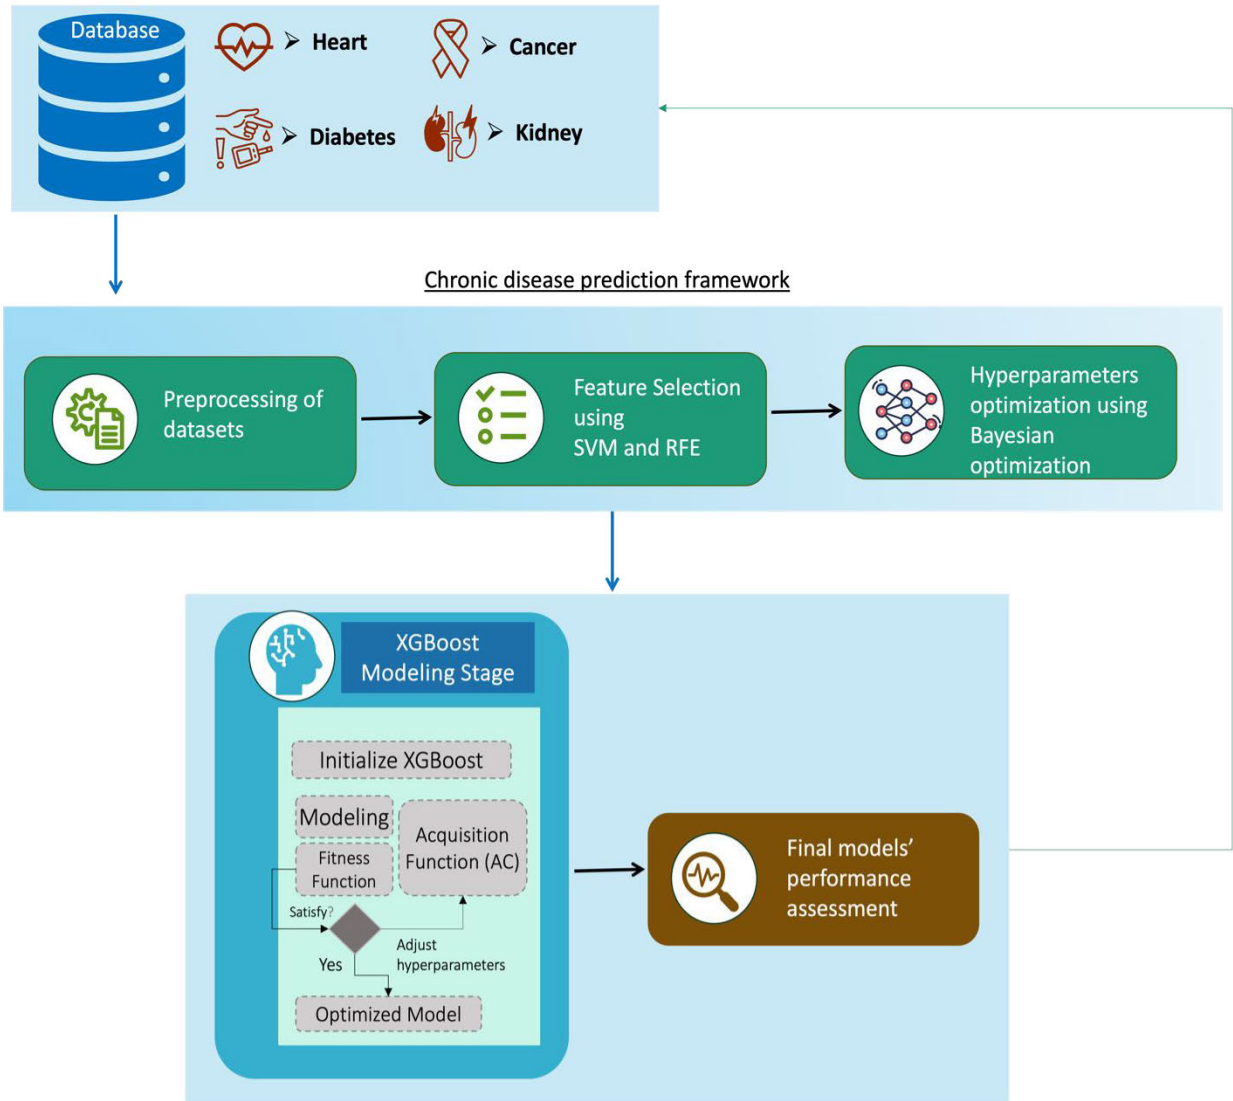 Database
➢ Heart
➢ Cancer
➢ Diabetes
➢ Kidney
Chronic disease prediction framework
Preprocessing of
datasets
Feature Selection
using
SVM and RFE
Hyperparameters
optimization using
Bayesian
optimization
XGBoost
Modeling Stage
Initialize XGBoost
Modeling
Acquisition
Function (AC)
Fitness
Function
Satisfy?
Yes
Adjust
hyperparameters
Optimized Model
Final models’
performance
assessment